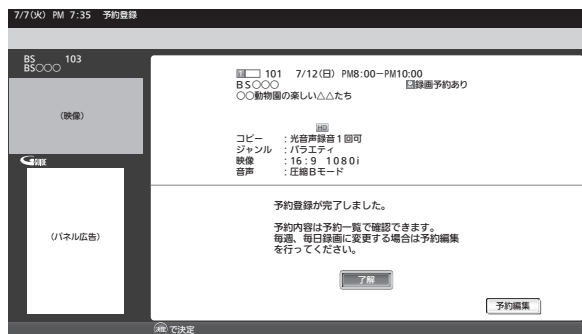 7/7(火) PM 7:35 予約登録
BS 103
BS○○○
101 7/12(日) PM8:00-PM10:00
BS○○○ 録画予約あり
○○動物園の楽しい△△たち
(映像)
HD
コピー :光音声録音1回可
ジャンル :バラエティ
映像 :16:9 1080i
音声 :圧縮Bモード
GUIDE
予約登録が完了しました。
予約内容は予約一覧で確認できます。
毎週、毎日録画に変更する場合は予約編集
を行ってください。
(パネル広告)
了解
予約編集
決定 で決定